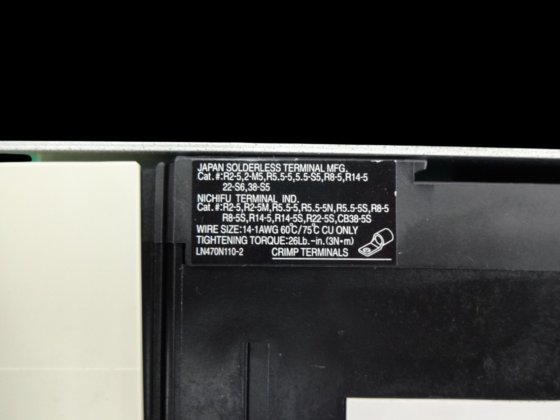 JAPAN SOLDERLESS TERMINAL MFG.
Cat.#:R2-5,2-M5,R5.5-5,5.5-S5,R8-5,R14-5
22-S6,38-S5
NICHIFU TERMINAL IND.
Cat.#:R2-5,R2-5M,R5.5-5,R5.5-5N,R5.5-5S,R8-5
R8-5S,R14-5,R14-5S,R22-5S,CB38-5S
WIRE SIZE:14-1AWG 60℃/75℃ CU ONLY
TIGHTENING TORQUE:26Lb.-in.(3N•m)
LN470N110-2 CRIMP TERMINALS